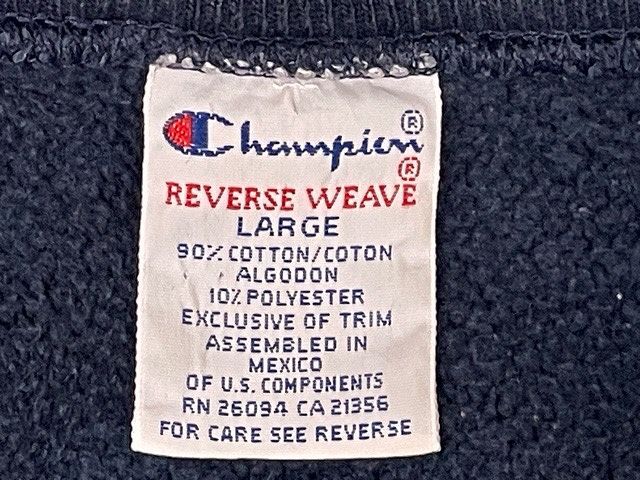 Champion®
REVERSE WEAVE®
LARGE
90% COTTON/COTON
ALGODON
10% POLYESTER
EXCLUSIVE OF TRIM
ASSEMBLED IN
MEXICO
OF U.S. COMPONENTS
RN 26094 CA 21356
FOR CARE SEE REVERSE